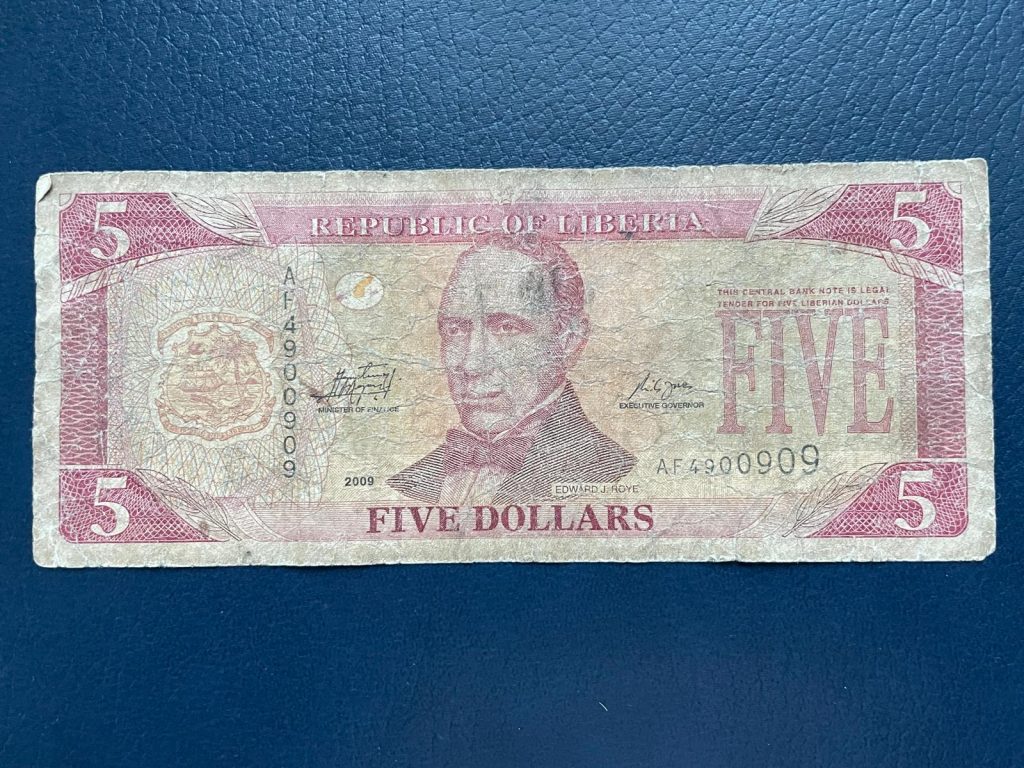 5
REPUBLIC OF LIBERIA
5
AF4900909
THIS CENTRAL BANK NOTE IS LEGAL
TENDER FOR FIVE LIBERIAN DOLLARS
FIVE
MINISTER OF FINANCE
EXECUTIVE GOVERNOR
AF4900909
2009
EDWARD J. ROYE
5
FIVE DOLLARS
5